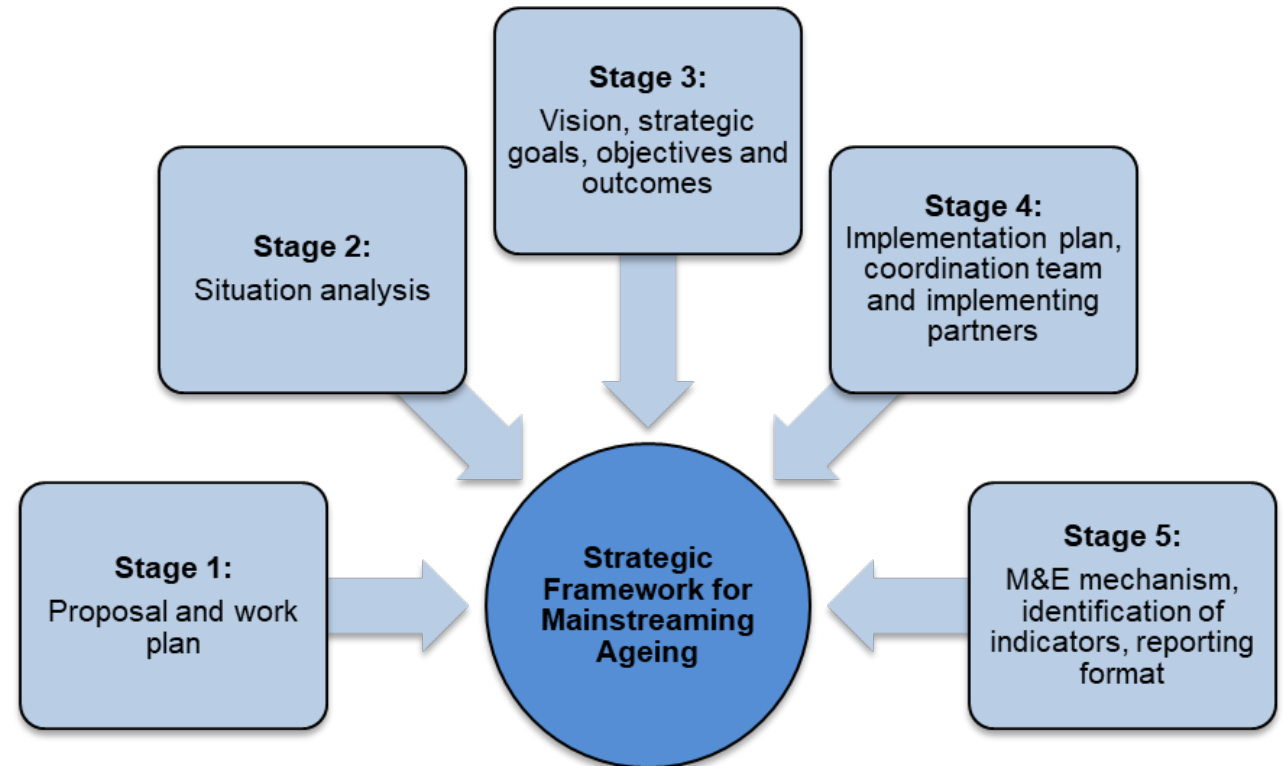 Stage 1:
Proposal and work
plan
Stage 2:
Situation analysis
Stage 3:
Vision, strategic
goals, objectives and
outcomes
Stage 4:
Implementation plan,
coordination team
and implementing
partners
Stage 5:
M&E mechanism,
identification of
indicators, reporting
format
Strategic
Framework for
Mainstreaming
Ageing